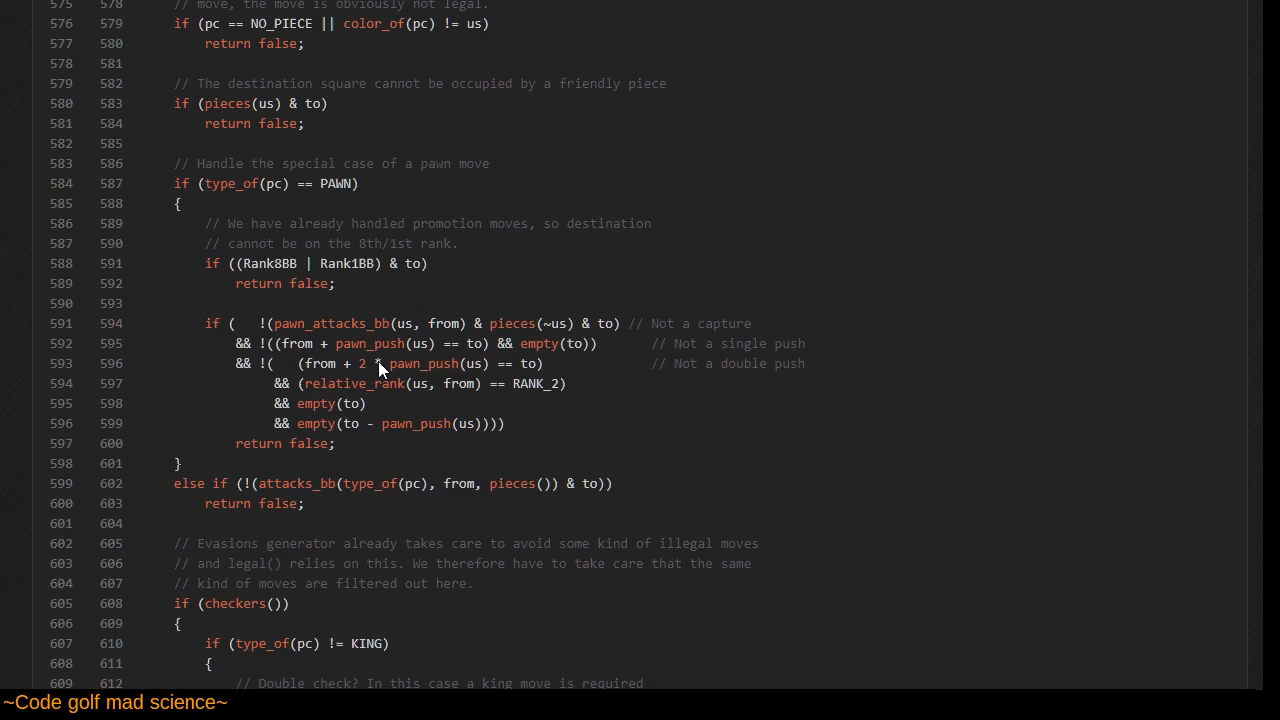 575 578 // move, the move is obviously not legal.
576 579 if (pc == NO_PIECE || color_of(pc) != us)
577 580 return false;
578 581
579 582 // The destination square cannot be occupied by a friendly piece
580 583 if (pieces(us) & to)
581 584 return false;
582 585
583 586 // Handle the special case of a pawn move
584 587 if (type_of(pc) == PAWN)
585 588 {
586 589 // We have already handled promotion moves, so destination
587 590 // cannot be on the 8th/1st rank.
588 591 if ((Rank8BB | Rank1BB) & to)
589 592 return false;
590 593
591 594 if (   !(pawn_attacks_bb(us, from) & pieces(~us) & to) // Not a capture
592 595 && !((from + pawn_push(us) == to) && empty(to))       // Not a single push
593 596 && !(   (from + 2 * pawn_push(us) == to)              // Not a double push
594 597 && (relative_rank(us, from) == RANK_2)
595 598 && empty(to)
596 599 && empty(to - pawn_push(us))))
597 600 return false;
598 601 }
599 602 else if (!(attacks_bb(type_of(pc), from, pieces()) & to))
600 603 return false;
601 604
602 605 // Evasions generator already takes care to avoid some kind of illegal moves
603 606 // and legal() relies on this. We therefore have to take care that the same
604 607 // kind of moves are filtered out here.
605 608 if (checkers())
606 609 {
607 610 if (type_of(pc) != KING)
608 611 {
609 612 // Double check? In this case a king move is required
~Code golf mad science~